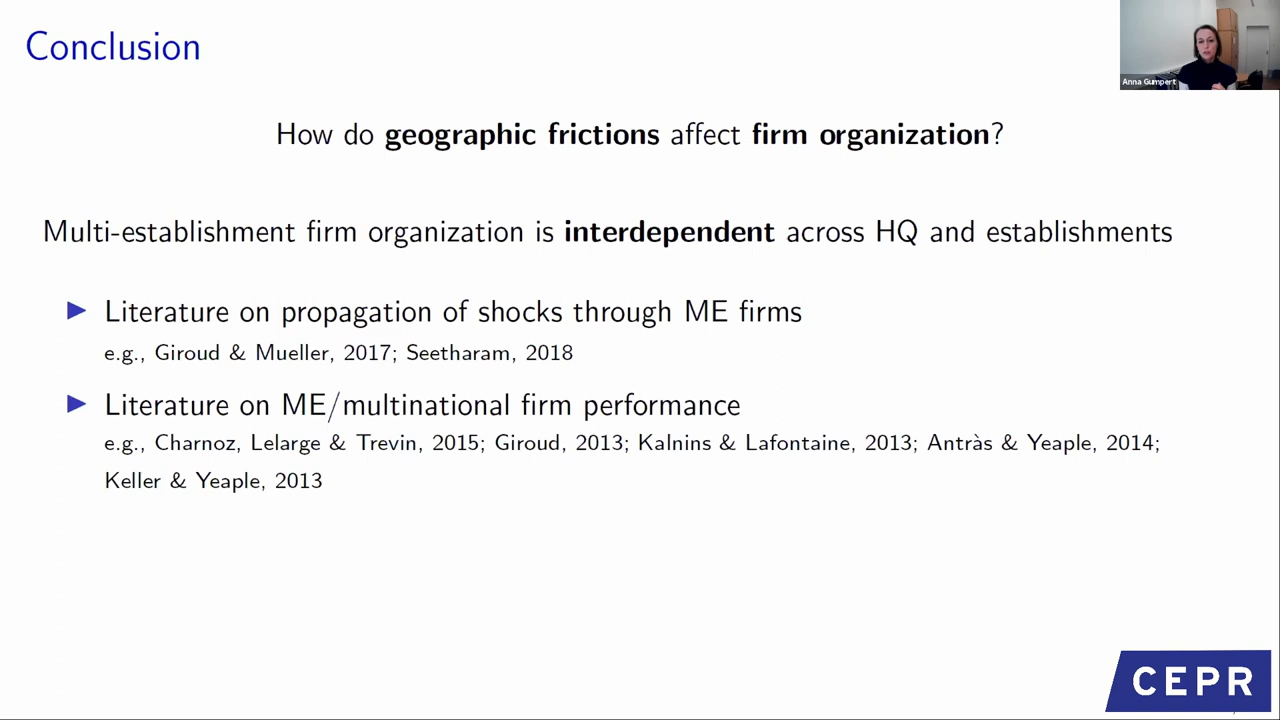 Conclusion
Anna Gumpert
How do geographic frictions affect firm organization?
Multi-establishment firm organization is interdependent across HQ and establishments
Literature on propagation of shocks through ME firms
e.g., Giroud & Mueller, 2017; Seetharam, 2018
Literature on ME/multinational firm performance
e.g., Charnoz, Lelarge & Trevin, 2015; Giroud, 2013; Kalnins & Lafontaine, 2013; Antràs & Yeaple, 2014;
Keller & Yeaple, 2013
CEPR